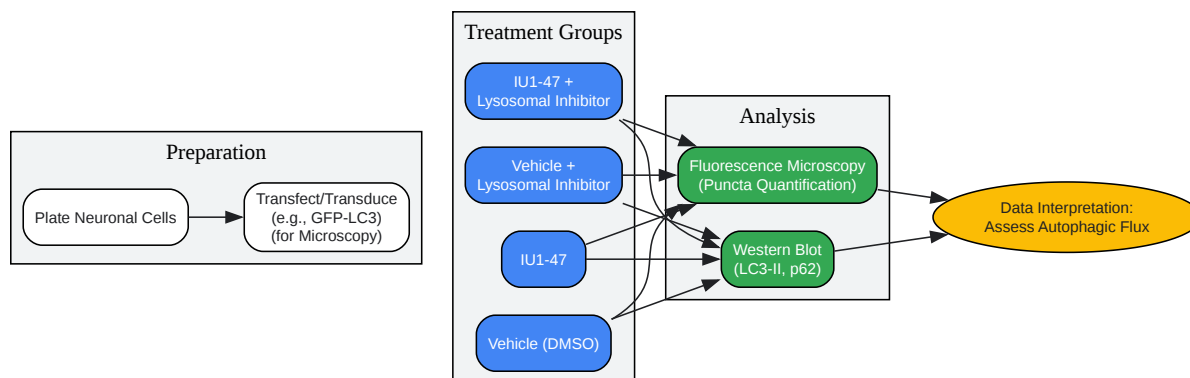 Preparation
Plate Neuronal Cells
Transfect/Transduce
(e.g., GFP-LC3)
(for Microscopy)
Treatment Groups
IU1-47 +
Lysosomal Inhibitor
Vehicle +
Lysosomal Inhibitor
IU1-47
Vehicle (DMSO)
Analysis
Fluorescence Microscopy
(Puncta Quantification)
Western Blot
(LC3-II, p62)
Data Interpretation:
Assess Autophagic Flux